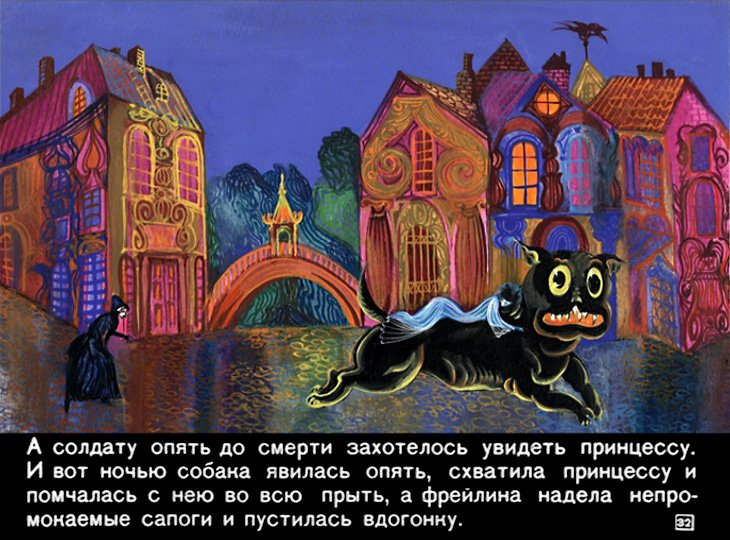 А солдату опять до смерти захотелось увидеть принцессу.
И вот ночью собака явилась опять, схватила принцессу и
помчалась с нею во всю прыть, а фрейлина надела непро-
мокаемые сапоги и пустилась вдогонку.
32